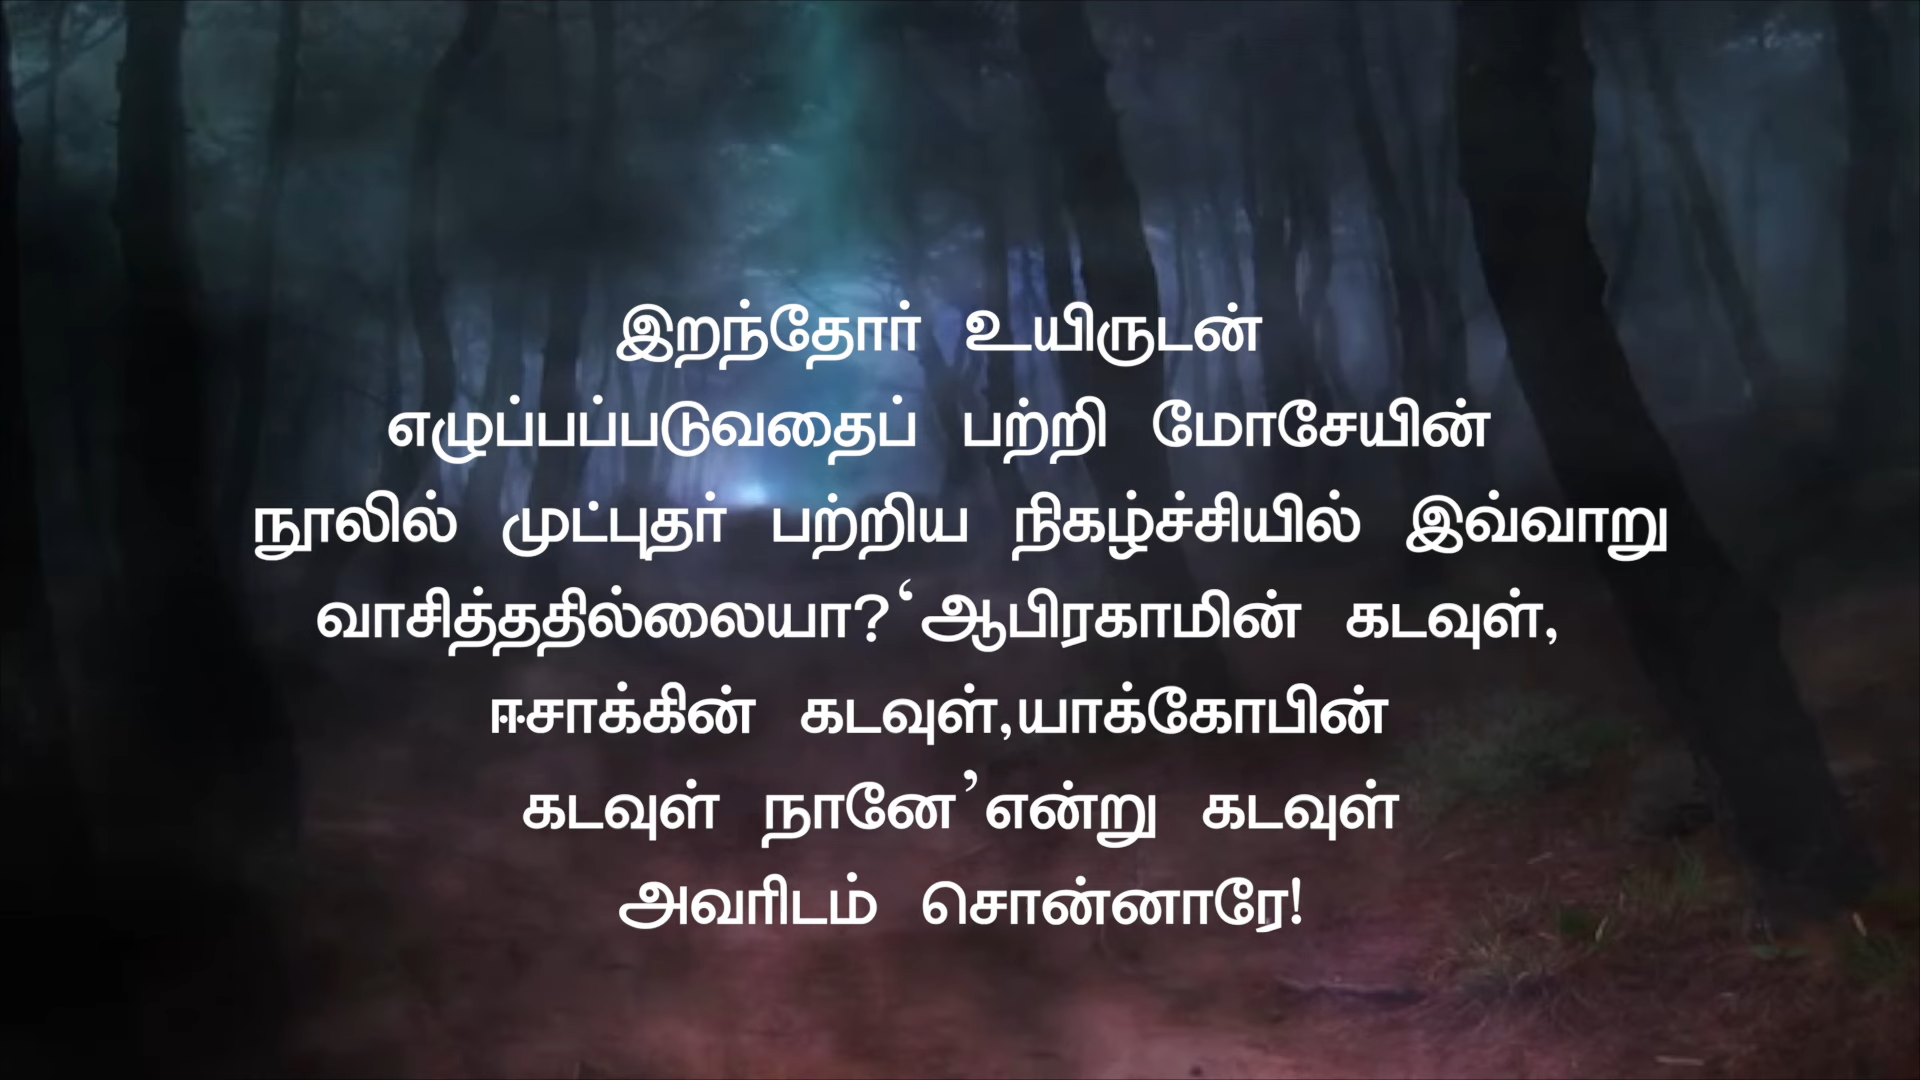 இறந்தோர் உயிருடன்
எழுப்பப்படுவதைப் பற்றி மோசேயின்
நூலில் முட்புதர் பற்றிய நிகழ்ச்சியில் இவ்வாறு
வாசித்ததில்லையா?‘ஆபிரகாமின் கடவுள்,
ஈசாக்கின் கடவுள்,யாக்கோபின்
கடவுள் நானே’என்று கடவுள்
அவரிடம் சொன்னாரே!